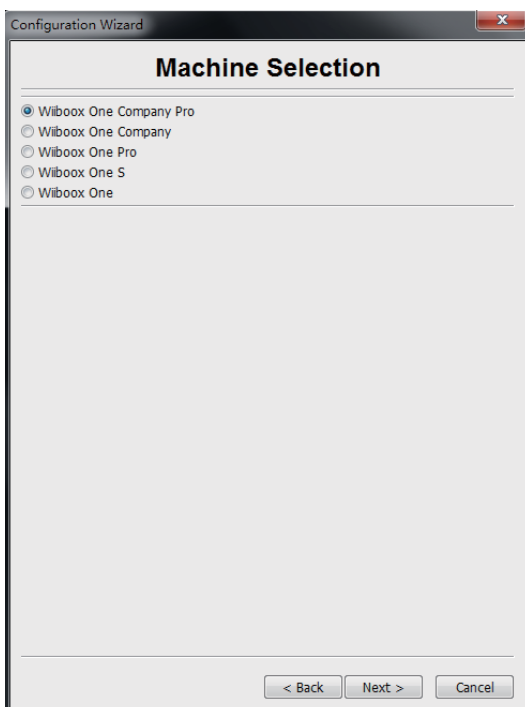 Configuration Wizard
Machine Selection
Wiiboox One Company Pro
Wiiboox One Company
Wiiboox One Pro
Wiiboox One S
Wiiboox One
< Back Next > Cancel